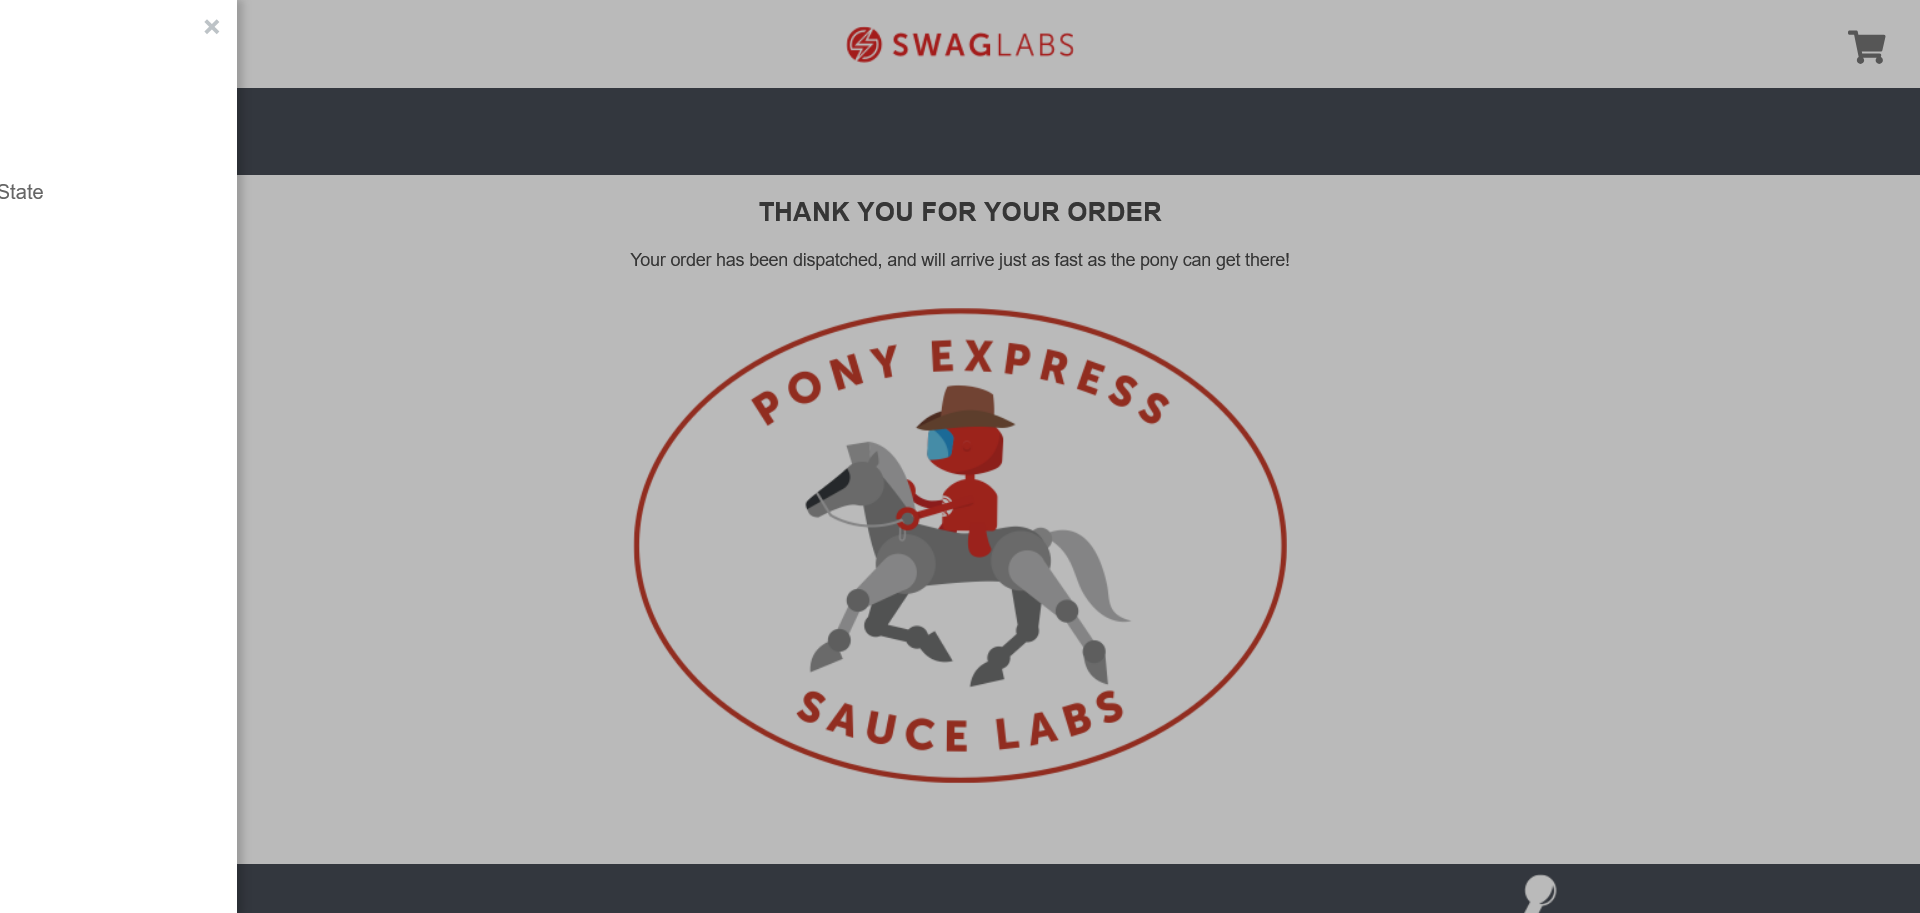 SWAGLABS
State
THANK YOU FOR YOUR ORDER
Your order has been dispatched, and will arrive just as fast as the pony can get there!
PONY EXPRESS
SAUCE LABS